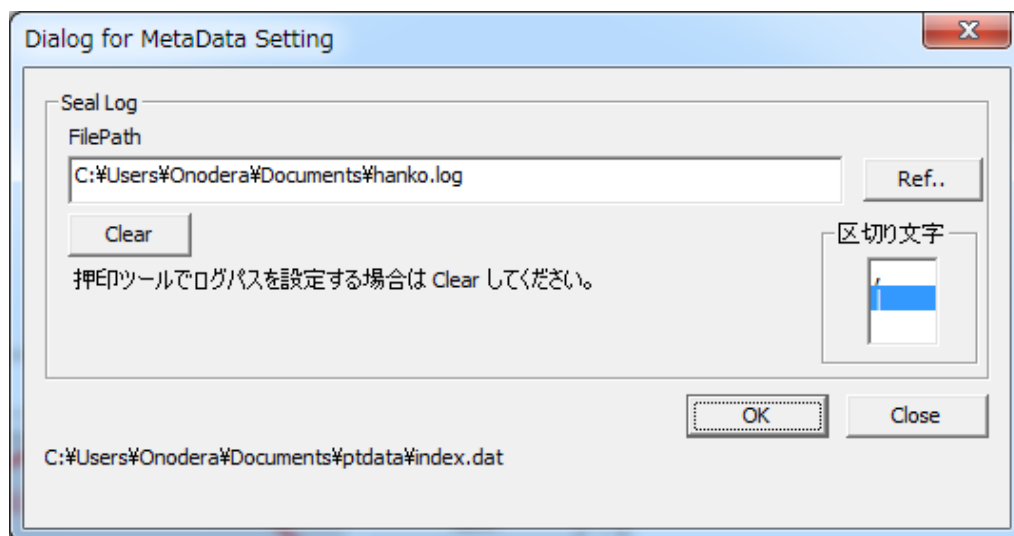 Dialog for MetaData Setting
Seal Log
FilePath
C:¥Users¥Onodera¥Documents¥hanko.log
Ref..
Clear
区切り文字
,
|
押印ツールでログパスを設定する場合は Clear してください。
OK
Close
C:¥Users¥Onodera¥Documents¥ptdata¥index.dat